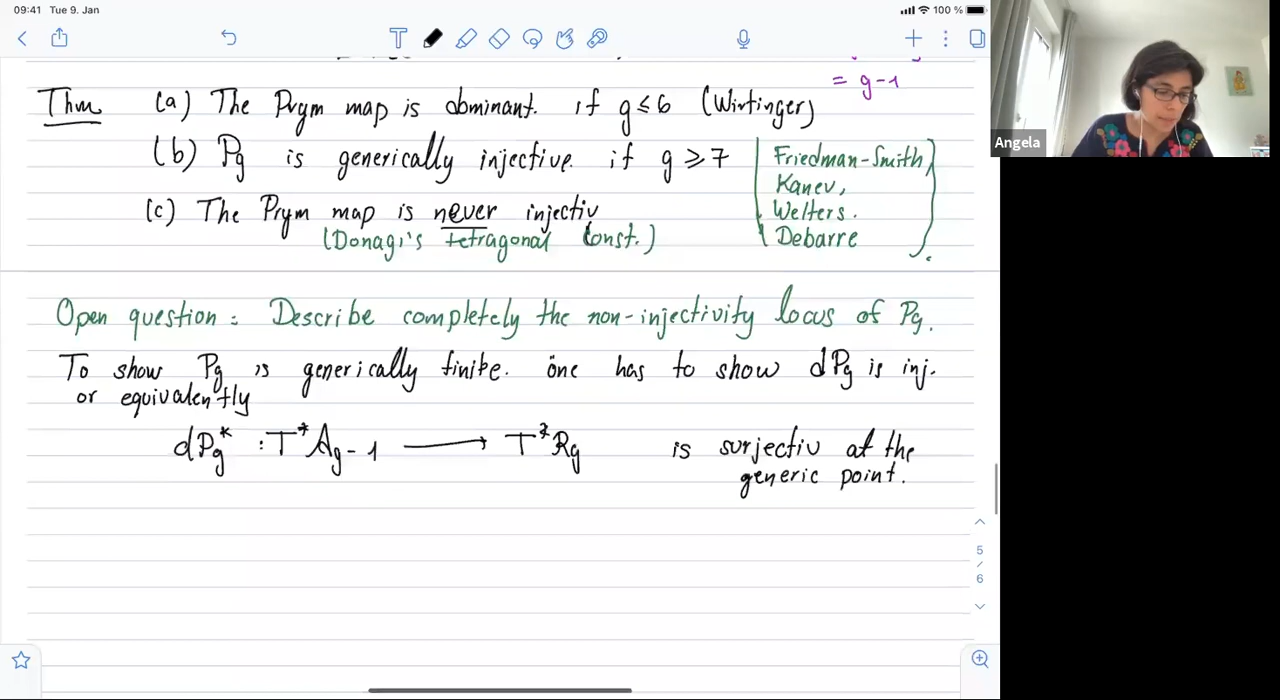 09:41 Tue 9. Jan
100 %
= g-1
Thm (a) The Prym map is dominant. if g ≤ 6 (Wirtinger)
(b) Pg is generically injective. if g ≥ 7
Friedman-Smith,
Kanev,
Welters.
Debarre
(c) The Prym map is never injectiv
(Donagi's tetragonal const.)
Angela
Open question: Describe completely the non-injectivity locus of Pg.
To show Pg is generically finite. one has to show dPg is inj.
or equivalently
dPg* : T*Ag-1 → T*Rg is surjectiv at the
generic point.
5
/
6